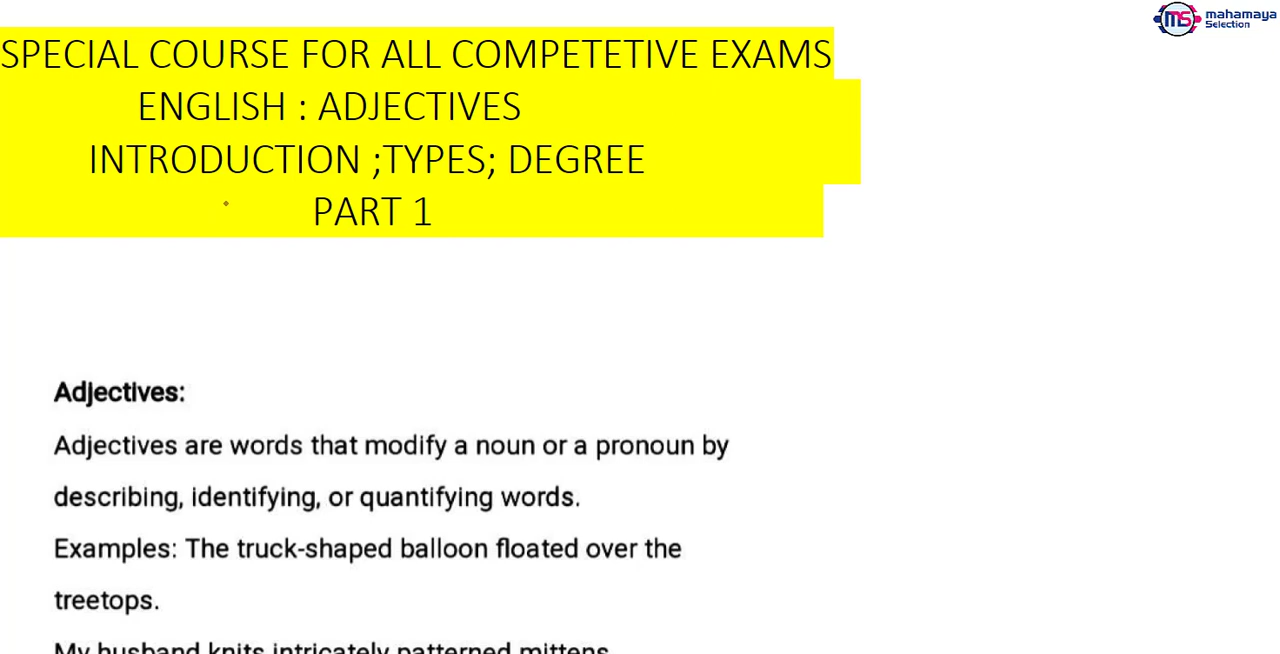 mahamaya
Selection
SPECIAL COURSE FOR ALL COMPETETIVE EXAMS
ENGLISH : ADJECTIVES
INTRODUCTION ;TYPES; DEGREE
PART 1
Adjectives:
Adjectives are words that modify a noun or a pronoun by
describing, identifying, or quantifying words.
Examples: The truck-shaped balloon floated over the
treetops.
My husband knits intricately patterned mittens